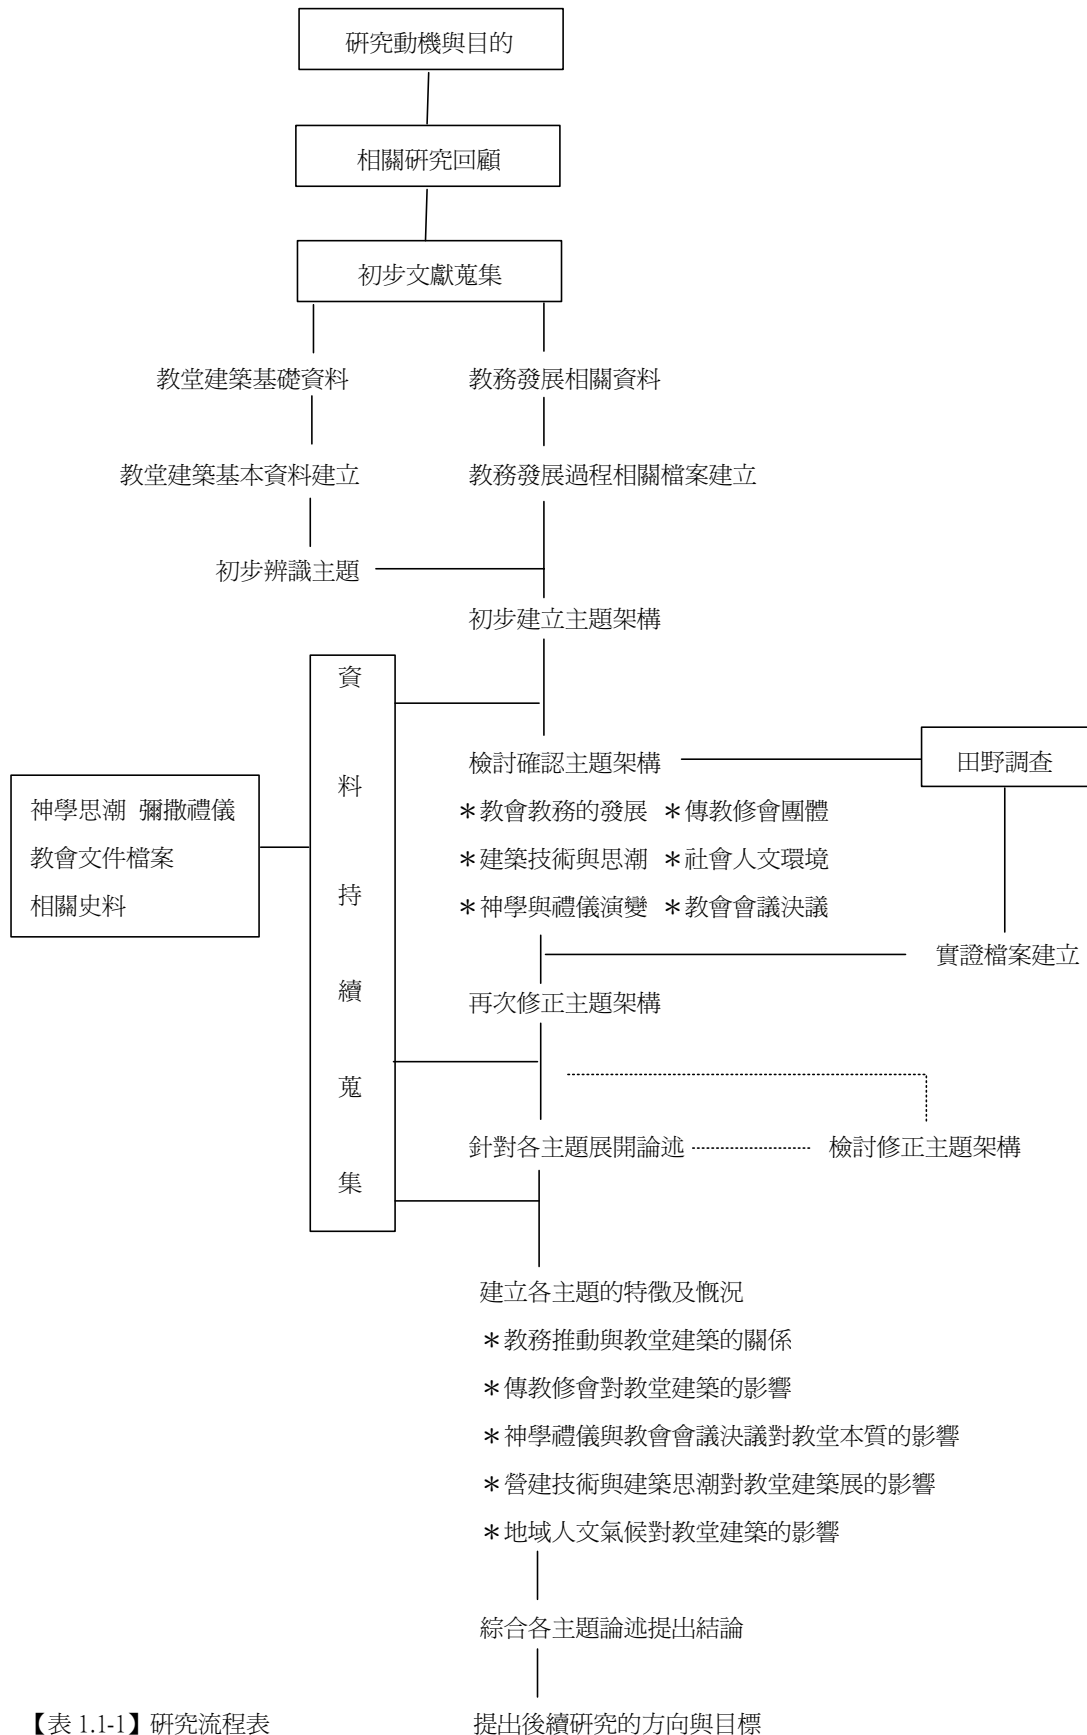 研究動機與目的
相關研究回顧
初步文獻蒐集
教堂建築基礎資料 教務發展相關資料
教堂建築基本資料建立 教務發展過程相關檔案建立
初步辨識主題
初步建立主題架構
資料持續蒐集
神學思潮 彌撒禮儀
教會文件檔案
相關史料
檢討確認主題架構 田野調查
＊教會教務的發展 ＊傳教修會團體
＊建築技術與思潮 ＊社會人文環境
＊神學與禮儀演變 ＊教會會議決議
實證檔案建立
再次修正主題架構
針對各主題展開論述 檢討修正主題架構
建立各主題的特徵及慨況
＊教務推動與教堂建築的關係
＊傳教修會對教堂建築的影響
＊神學禮儀與教會會議決議對教堂本質的影響
＊營建技術與建築思潮對教堂建築展的影響
＊地域人文氣候對教堂建築的影響
綜合各主題論述提出結論
提出後續研究的方向與目標
【表 1.1-1】研究流程表